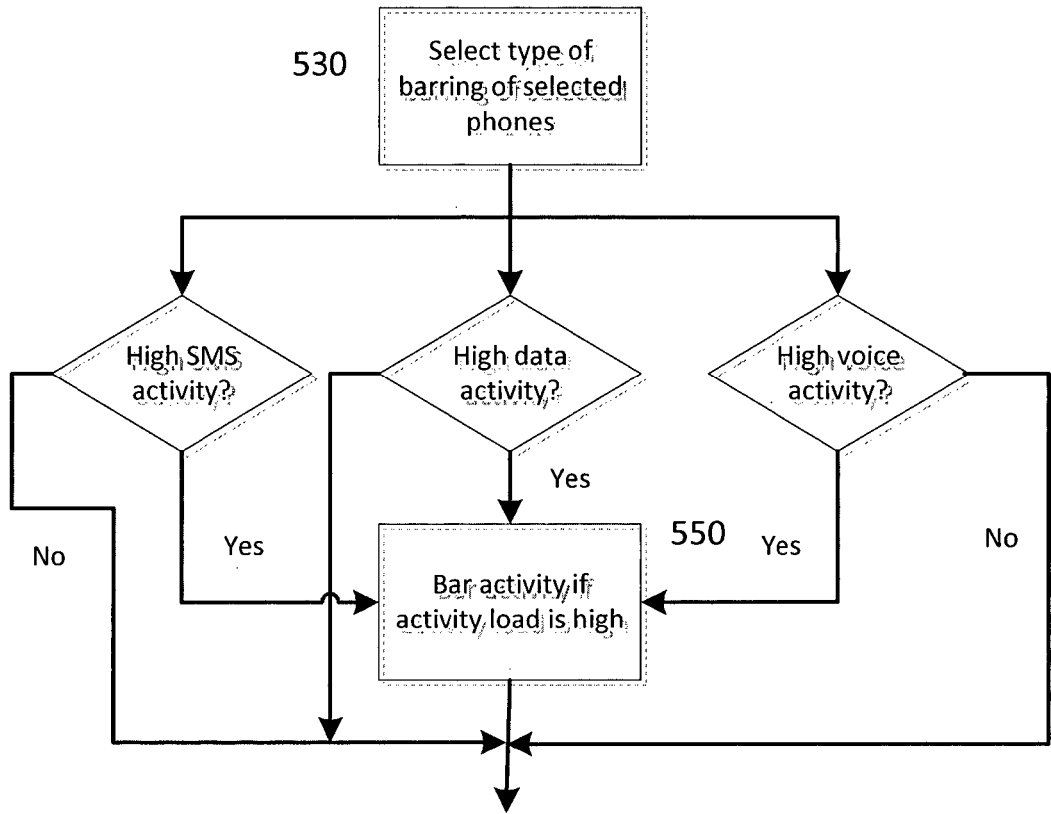 530
Select type of
barring of selected
phones
High SMS
activity?
High data
activity?
High voice
activity?
Yes
550
No
Yes
Yes
No
Bar activity if
activity load is high